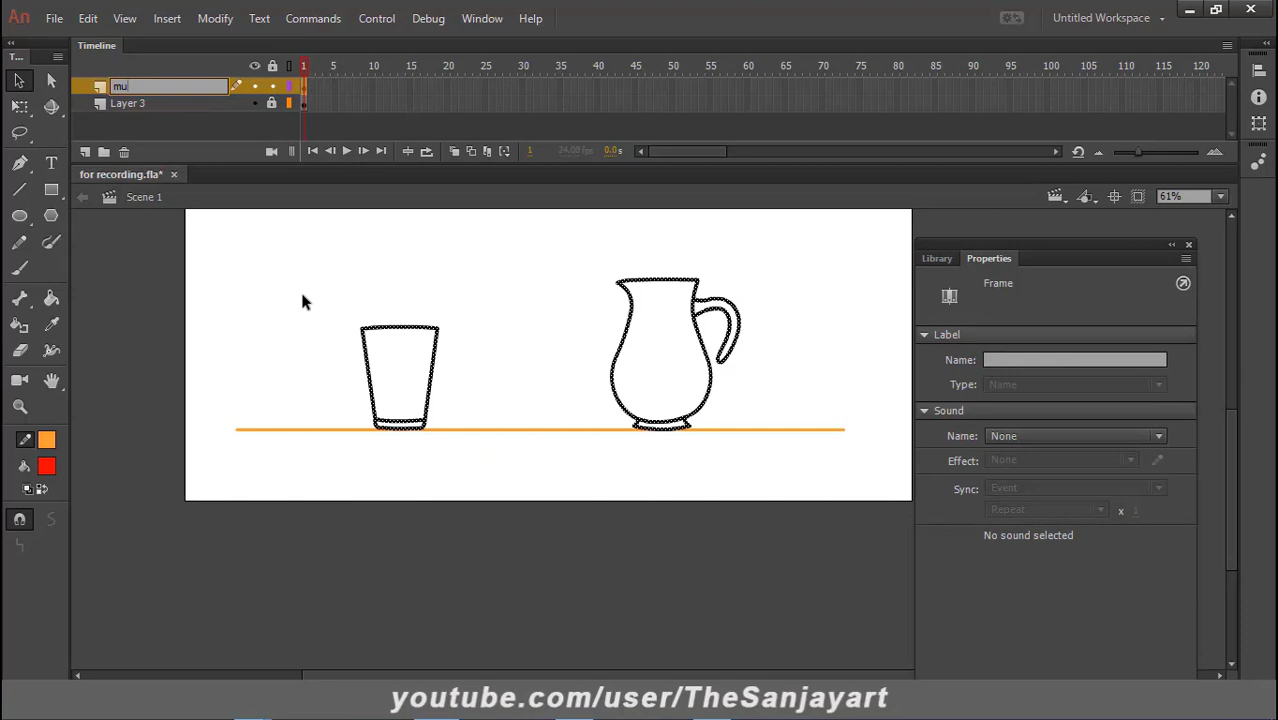 An File Edit View Insert Modify Text Commands Control Debug Window Help Untitled Workspace
T... Timeline
1 5 10 15 20 25 30 35 40 45 50 55 60 65 70 75 80 85 90 95 100 105 110 115 120
mu
Layer 3
1 24.00 fps 0.0 s
for recording.fla*
Scene 1 61%
Library Properties
Frame
Label
Name:
Type: Name
Sound
Name: None
Effect: None
Sync: Event
Repeat x 1
No sound selected
youtube.com/user/TheSanjayart